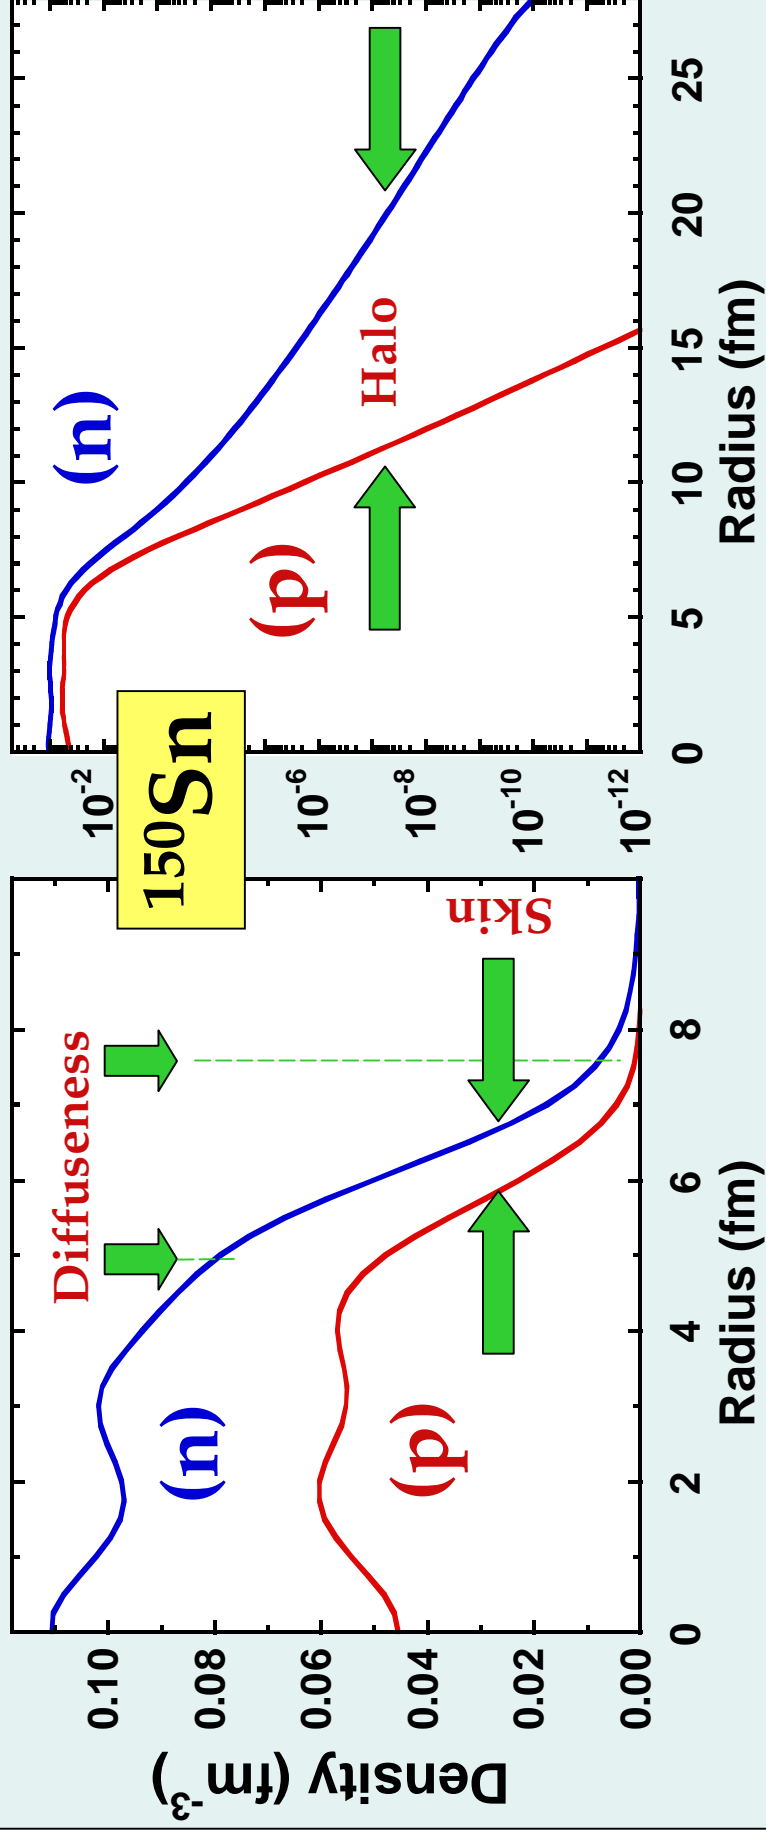 150Sn
Density (fm-3)
0.10
0.08
0.06
0.04
0.02
0.00
0
2
4
6
8
Radius (fm)
Diffuseness
(n)
(p)
Skin
10-2
10-6
10-8
10-10
10-12
0
5
10
15
20
25
Radius (fm)
(n)
(p)
Halo